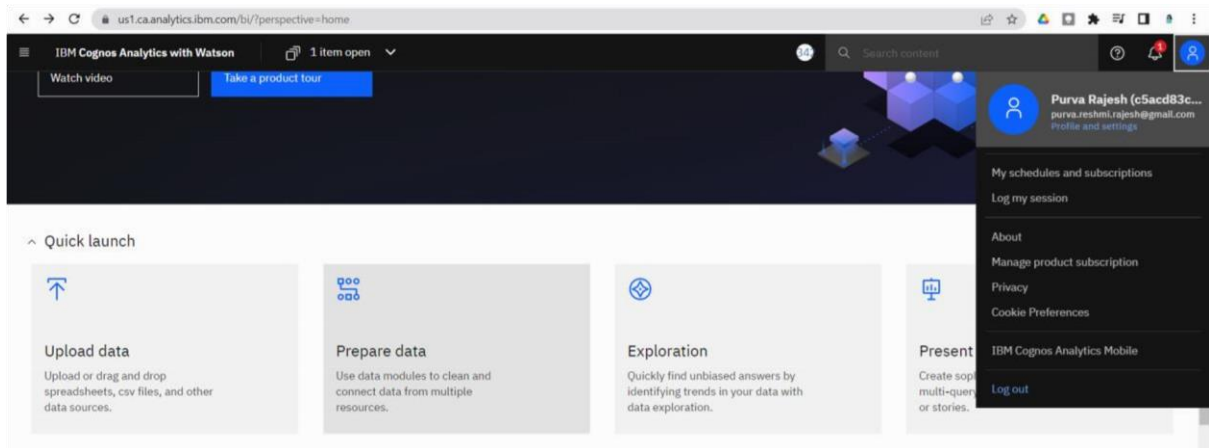 us1.ca.analytics.ibm.com/bi/?perspective=home
IBM Cognos Analytics with Watson
1 item open
34
Search content
Watch video
Take a product tour
Purva Rajesh (c5acd83c...
purva.reshmi.rajesh@gmail.com
Profile and settings
My schedules and subscriptions
Log my session
About
Manage product subscription
Privacy
Cookie Preferences
IBM Cognos Analytics Mobile
Log out
Quick launch
Upload data
Upload or drag and drop
spreadsheets, csv files, and other
data sources.
Prepare data
Use data modules to clean and
connect data from multiple
resources.
Exploration
Quickly find unbiased answers by
identifying trends in your data with
data exploration.
Present
Create sop
multi-query
or stories.